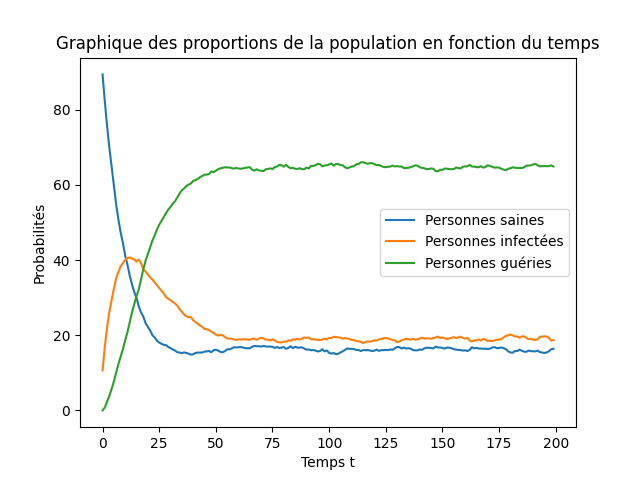 Graphique des proportions de la population en fonction du temps
Probabilités
80
60
40
20
0
Personnes saines
Personnes infectées
Personnes guéries
0 25 50 75 100 125 150 175 200
Temps t